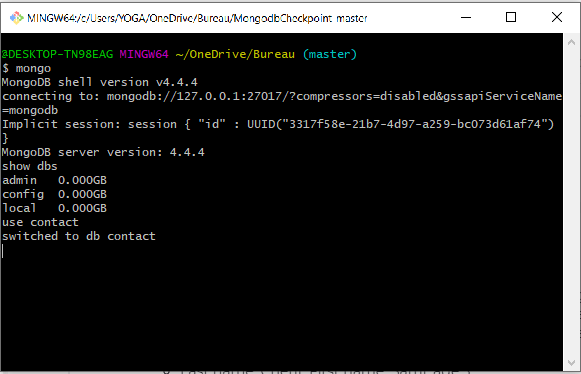 MINGW64:/c/Users/YOGA/OneDrive/Bureau/MongodbCheckpoint-master
@DESKTOP-TN98EAG MINGW64 ~/OneDrive/Bureau (master)
$ mongo
MongoDB shell version v4.4.4
connecting to: mongodb://127.0.0.1:27017/?compressors=disabled&gssapiServiceName
=mongodb
Implicit session: session { "id" : UUID("3317f58e-21b7-4d97-a259-bc073d61af74")
}
MongoDB server version: 4.4.4
show dbs
admin   0.000GB
config  0.000GB
local   0.000GB
use contact
switched to db contact